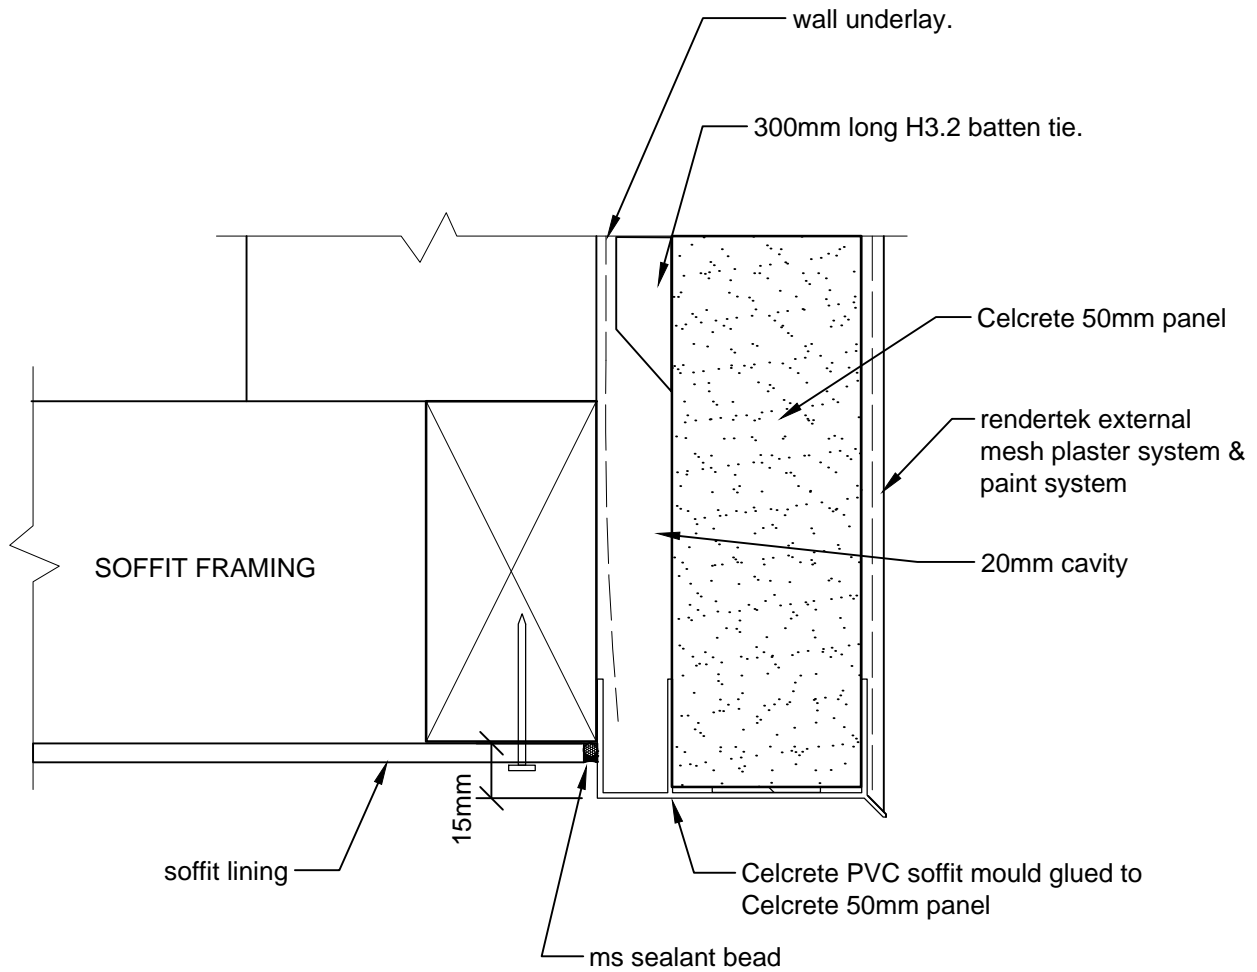 wall underlay.
300mm long H3.2 batten tie.
Celcrete 50mm panel
rendertek external
mesh plaster system &
paint system
SOFFIT FRAMING
20mm cavity
15mm
soffit lining
Celcrete PVC soffit mould glued to
Celcrete 50mm panel
ms sealant bead